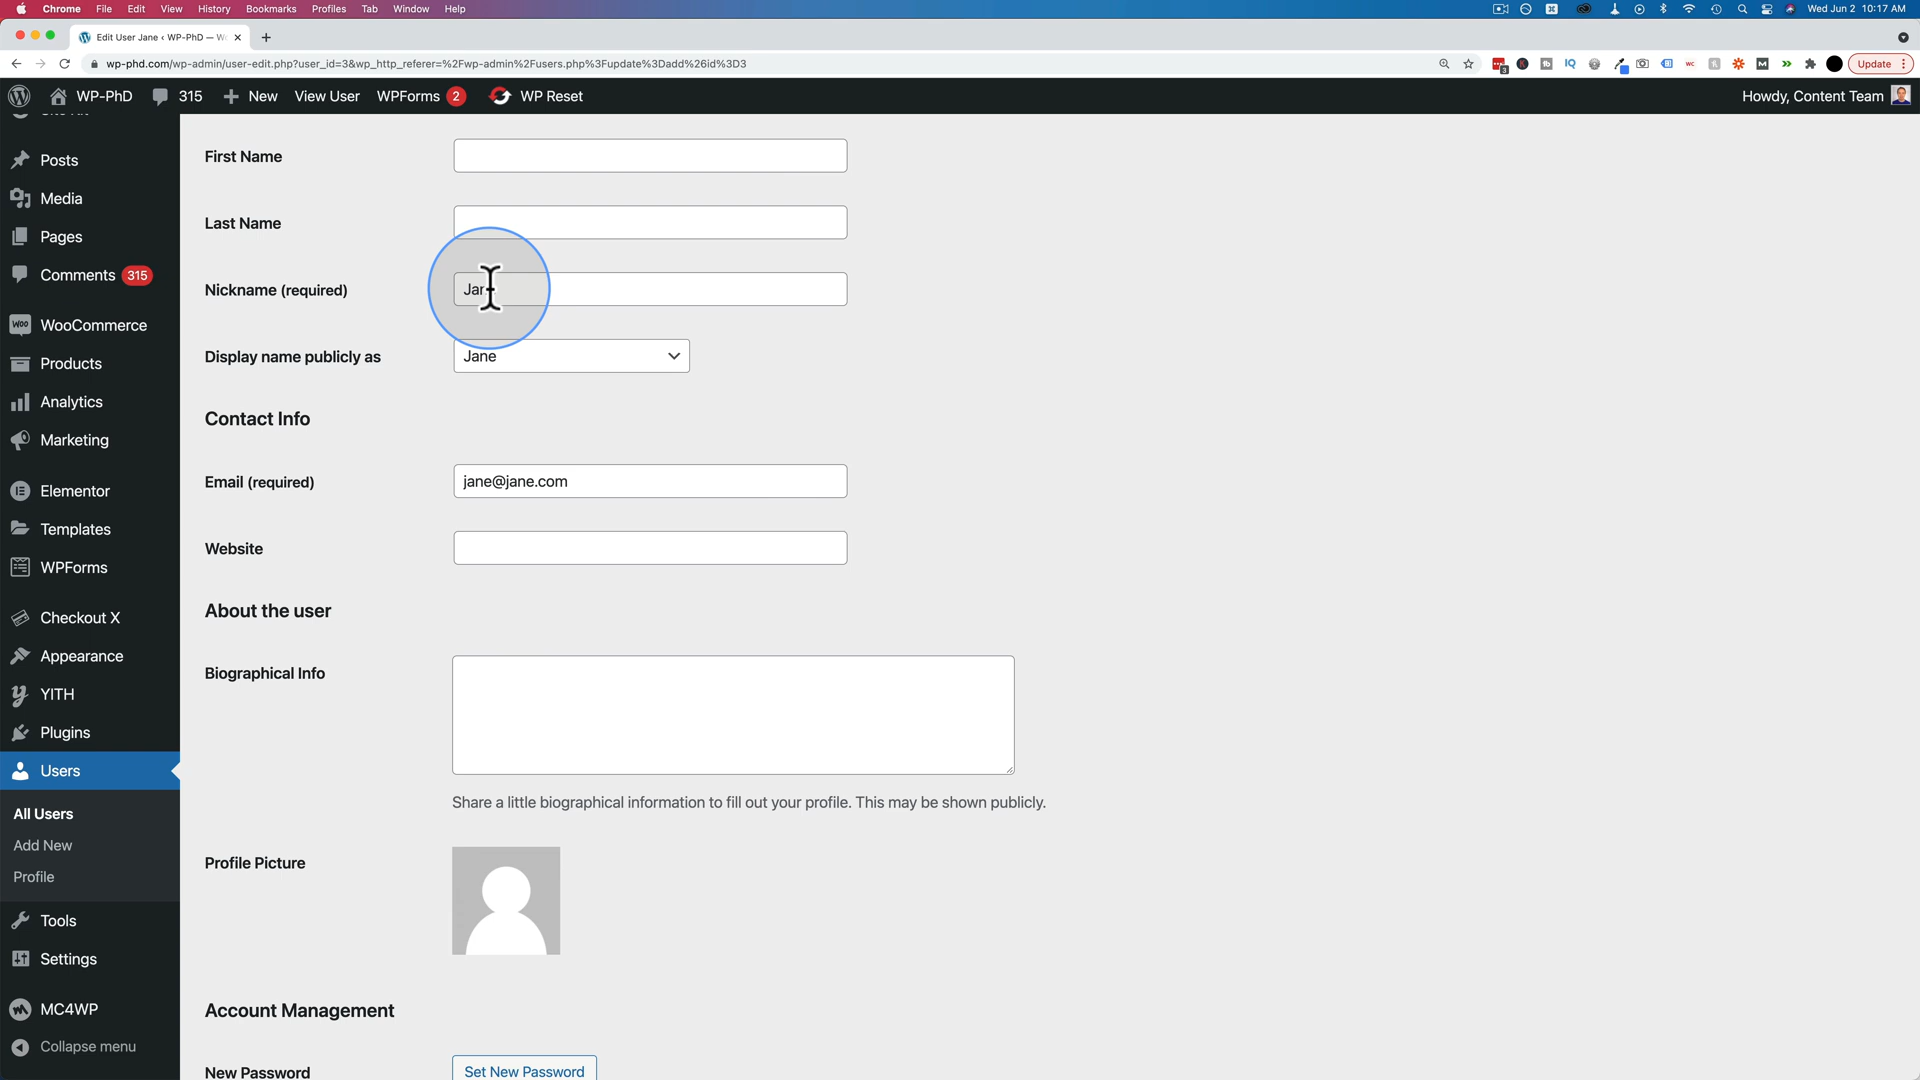 Chrome File Edit View History Bookmarks Profiles Tab Window Help
Wed Jun 2 10:17 AM
Edit User Jane ‹ WP-PhD — W
wp-phd.com/wp-admin/user-edit.php?user_id=3&wp_http_referer=%2Fwp-admin%2Fusers.php%3Fupdate%3Dadd%26id%3D3
Update
WP-PhD 315 New View User WPForms 2 WP Reset
Howdy, Content Team
Posts
Media
Pages
Comments 315
WooCommerce
Products
Analytics
Marketing
Elementor
Templates
WPForms
Checkout X
Appearance
YITH
Plugins
Users
All Users
Add New
Profile
Tools
Settings
MC4WP
Collapse menu
First Name
Last Name
Nickname (required)
Display name publicly as Jane
Contact Info
Email (required) jane@jane.com
Website
About the user
Biographical Info
Share a little biographical information to fill out your profile. This may be shown publicly.
Profile Picture
Account Management
New Password Set New Password